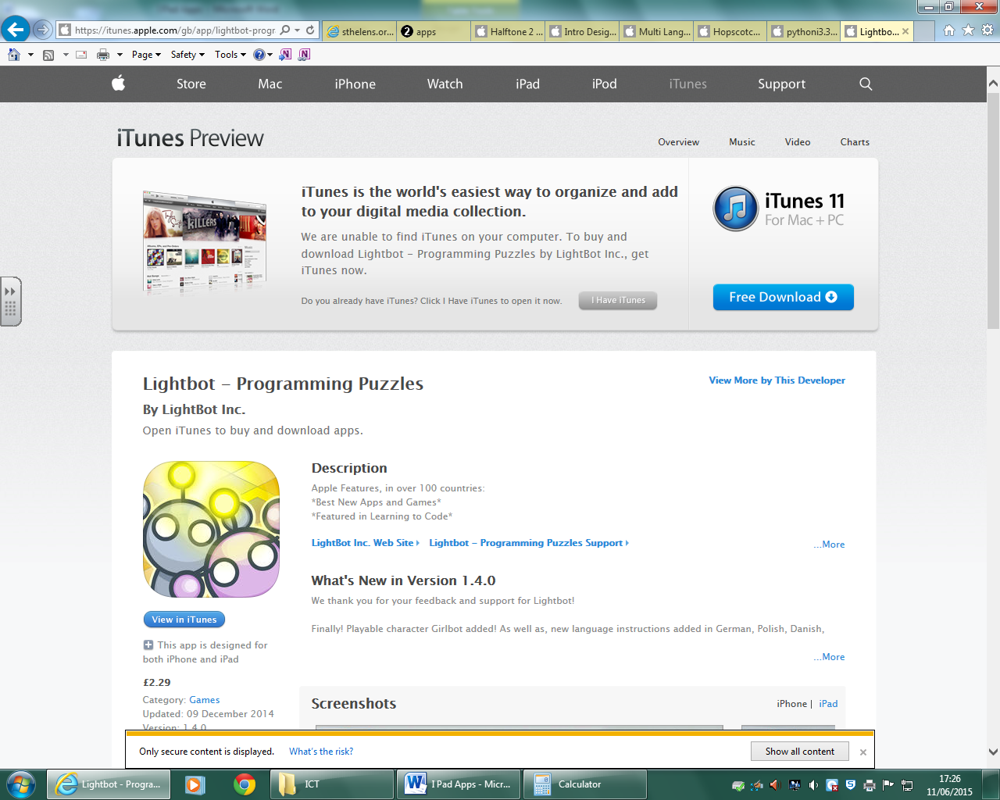 https://itunes.apple.com/gb/app/lightbot-progr
sthelens.or...
apps
Halftone 2 ...
Intro Desig...
Multi Lang...
Hopscotc...
pythoni3.3...
Lightbo...
Page
Safety
Tools
Store
Mac
iPhone
Watch
iPad
iPod
iTunes
Support
iTunes Preview
Overview
Music
Video
Charts
iTunes is the world's easiest way to organize and add
to your digital media collection.
We are unable to find iTunes on your computer. To buy and
download Lightbot – Programming Puzzles by LightBot Inc., get
iTunes now.
Do you already have iTunes? Click I Have iTunes to open it now.
I Have iTunes
iTunes 11
For Mac + PC
Free Download
KILLERS
Lightbot – Programming Puzzles
View More by This Developer
By LightBot Inc.
Open iTunes to buy and download apps.
Description
Apple Features, in over 100 countries:
*Best New Apps and Games*
*Featured in Learning to Code*
LightBot Inc. Web Site
Lightbot – Programming Puzzles Support
...More
What's New in Version 1.4.0
We thank you for your feedback and support for Lightbot!
Finally! Playable character Girlbot added! As well as, new language instructions added in German, Polish, Danish,
...More
View in iTunes
This app is designed for
both iPhone and iPad
£2.29
Category: Games
Updated: 09 December 2014
Version: 1.4.0
Screenshots
iPhone | iPad
Only secure content is displayed.
What's the risk?
Show all content
Lightbot - Progra...
ICT
I Pad Apps - Micr...
Calculator
17:26
11/06/2015